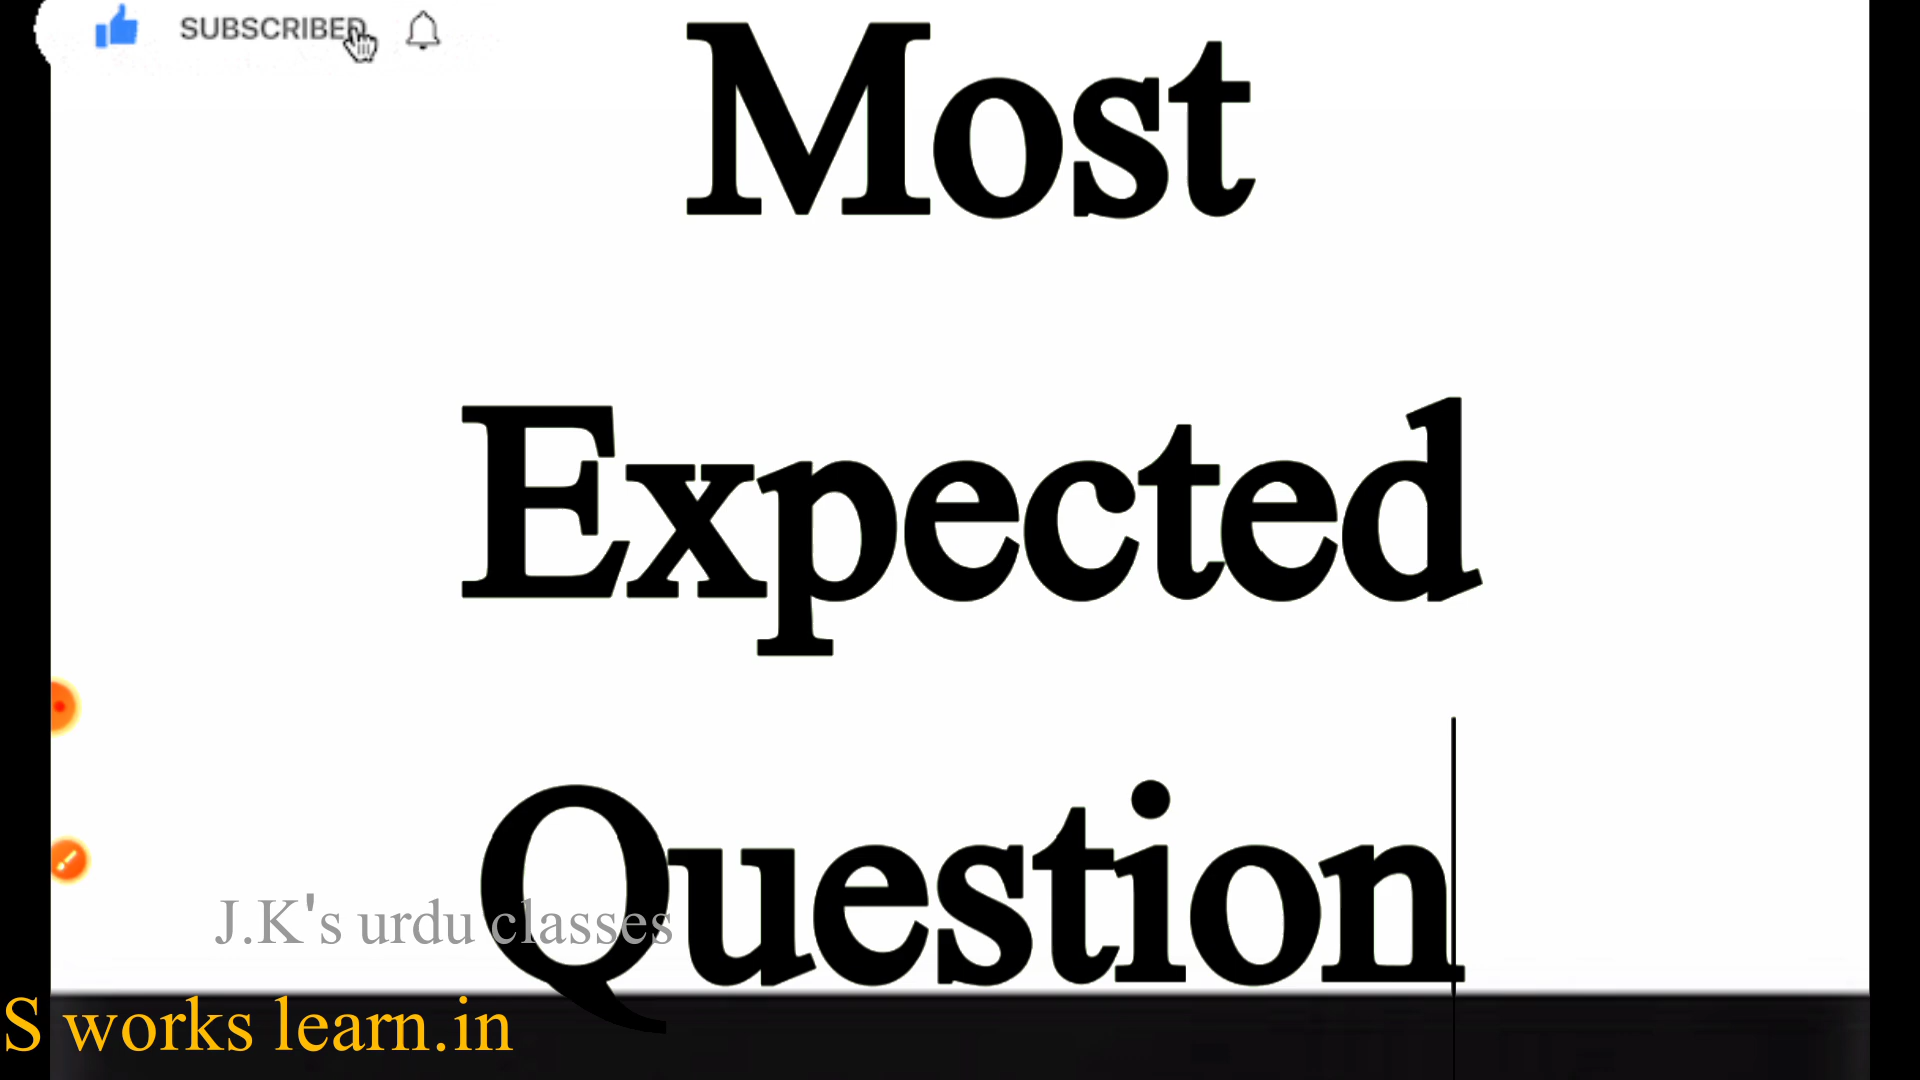 SUBSCRIBED
Most
Expected
Question
J.K's urdu classes
S works learn.in